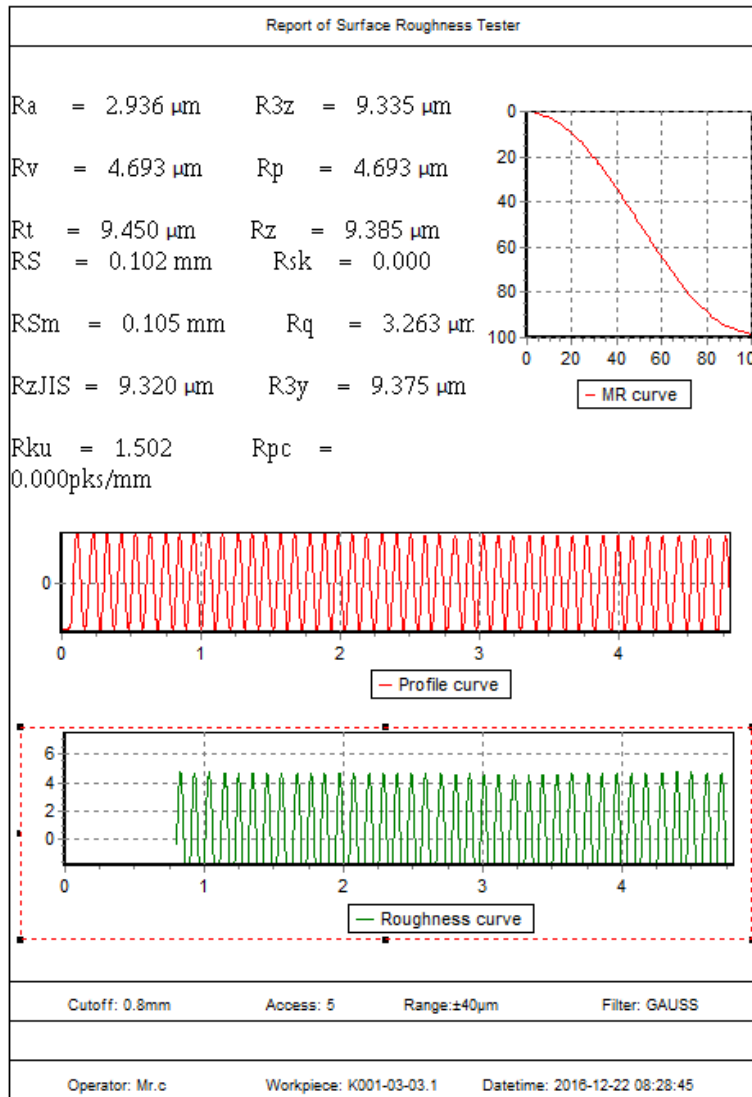 Report of Surface Roughness Tester
Ra = 2.936 μm R3z = 9.335 μm
Rv = 4.693 μm Rp = 4.693 μm
Rt = 9.450 μm Rz = 9.385 μm
RS = 0.102 mm Rsk = 0.000
RSm = 0.105 mm Rq = 3.263 μm
RzJIS = 9.320 μm R3y = 9.375 μm
Rku = 1.502 Rpc =
0.000pks/mm
0
20
40
60
80
100
0 20 40 60 80 10
MR curve
0
0 1 2 3 4
Profile curve
6
4
2
0
0 1 2 3 4
Roughness curve
Cutoff: 0.8mm Access: 5 Range:±40μm Filter: GAUSS
Operator: Mr.c Workpiece: K001-03-03.1 Datetime: 2016-12-22 08:28:45